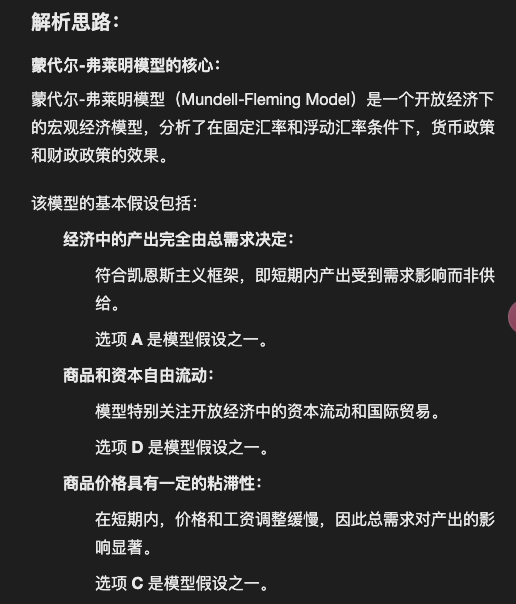 解析思路：
蒙代尔-弗莱明模型的核心：
蒙代尔-弗莱明模型（Mundell-Fleming Model）是一个开放经济下
的宏观经济模型，分析了在固定汇率和浮动汇率条件下，货币政策
和财政政策的效果。
该模型的基本假设包括：
经济中的产出完全由总需求决定：
符合凯恩斯主义框架，即短期内产出受到需求影响而非供
给。
选项 A 是模型假设之一。
商品和资本自由流动：
模型特别关注开放经济中的资本流动和国际贸易。
选项 D 是模型假设之一。
商品价格具有一定的粘滞性：
在短期内，价格和工资调整缓慢，因此总需求对产出的影
响显著。
选项 C 是模型假设之一。